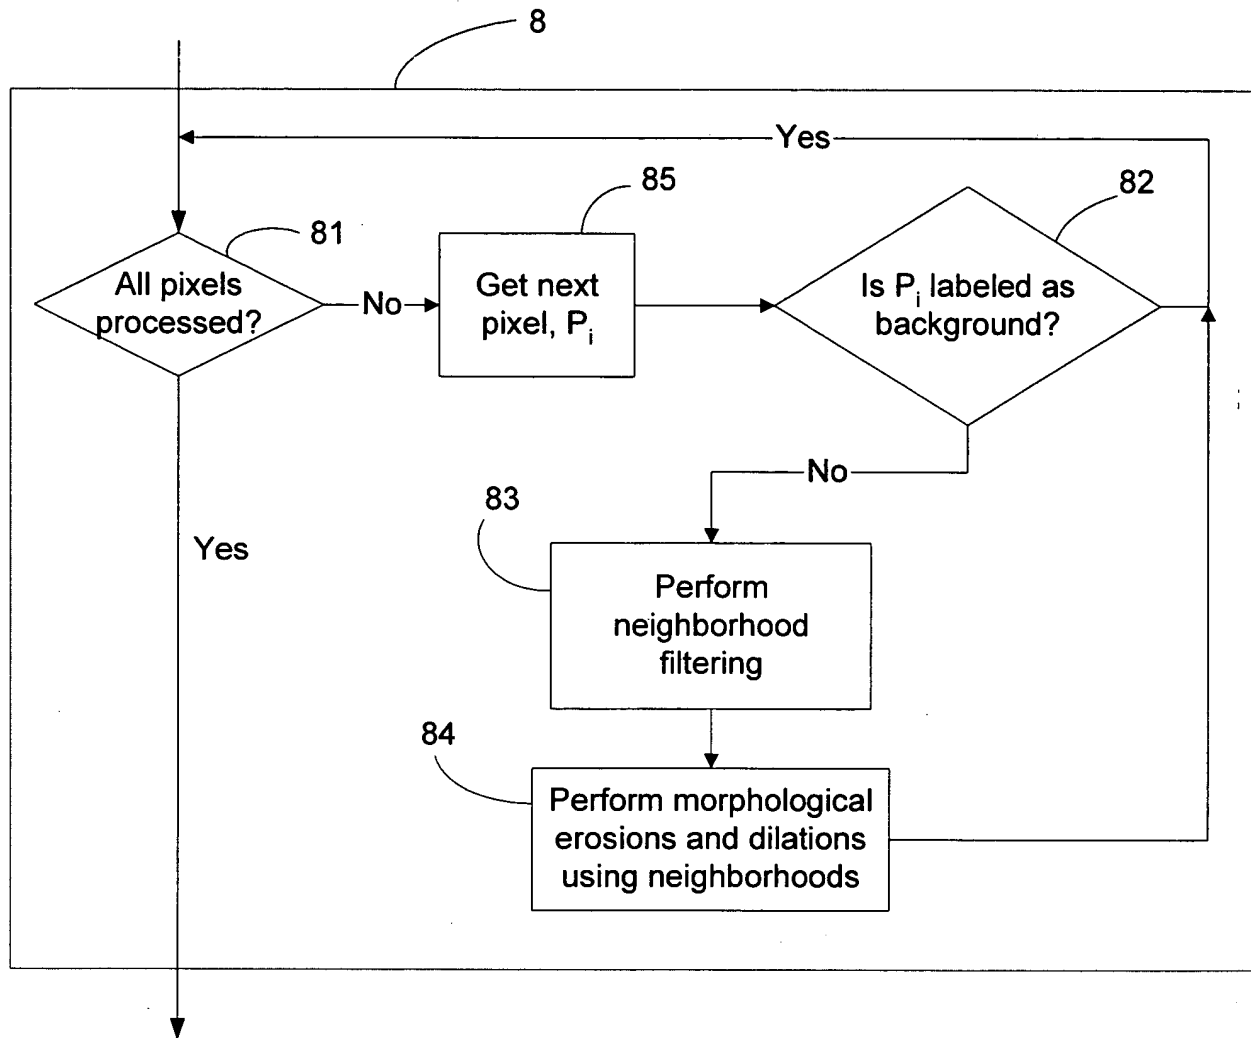 8
Yes
85
82
81
All pixels
processed?
No
Get next
pixel, Pi
Is Pi labeled as
background?
No
83
Yes
Perform
neighborhood
filtering
84
Perform morphological
erosions and dilations
using neighborhoods